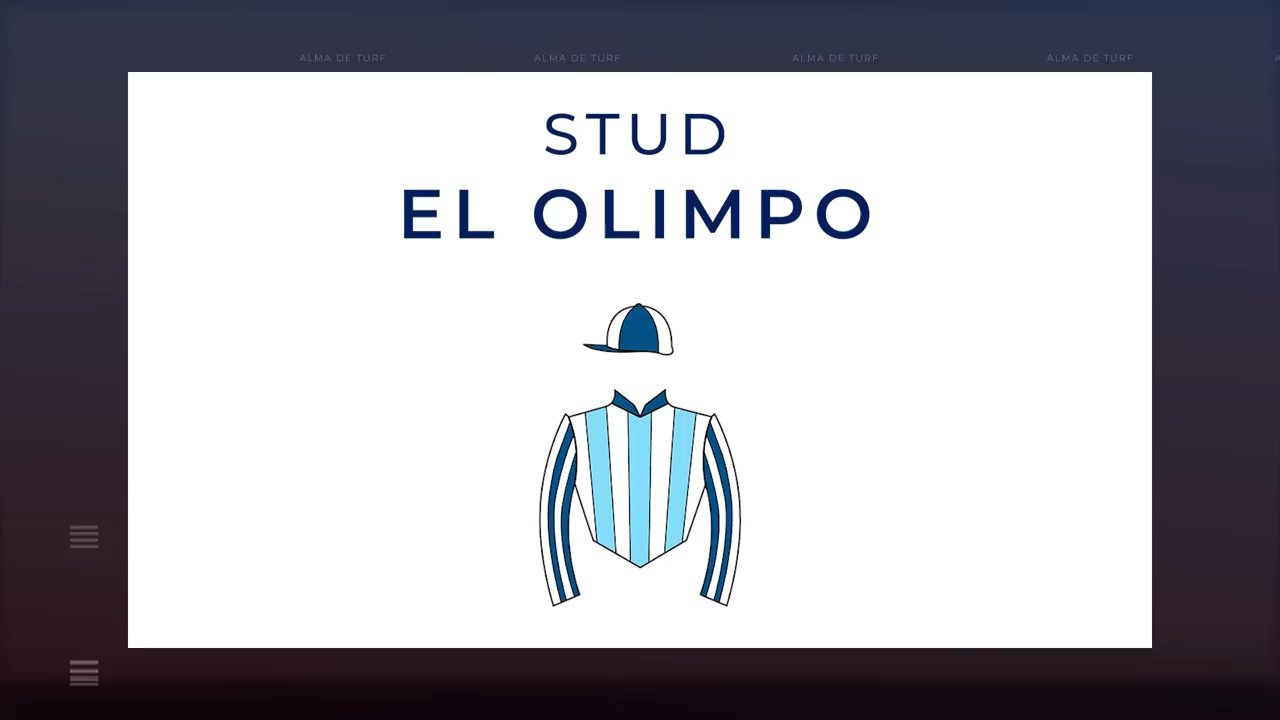 ALMA DE TURF ALMA DE TURF ALMA DE TURF ALMA DE TURF
STUD
EL OLIMPO